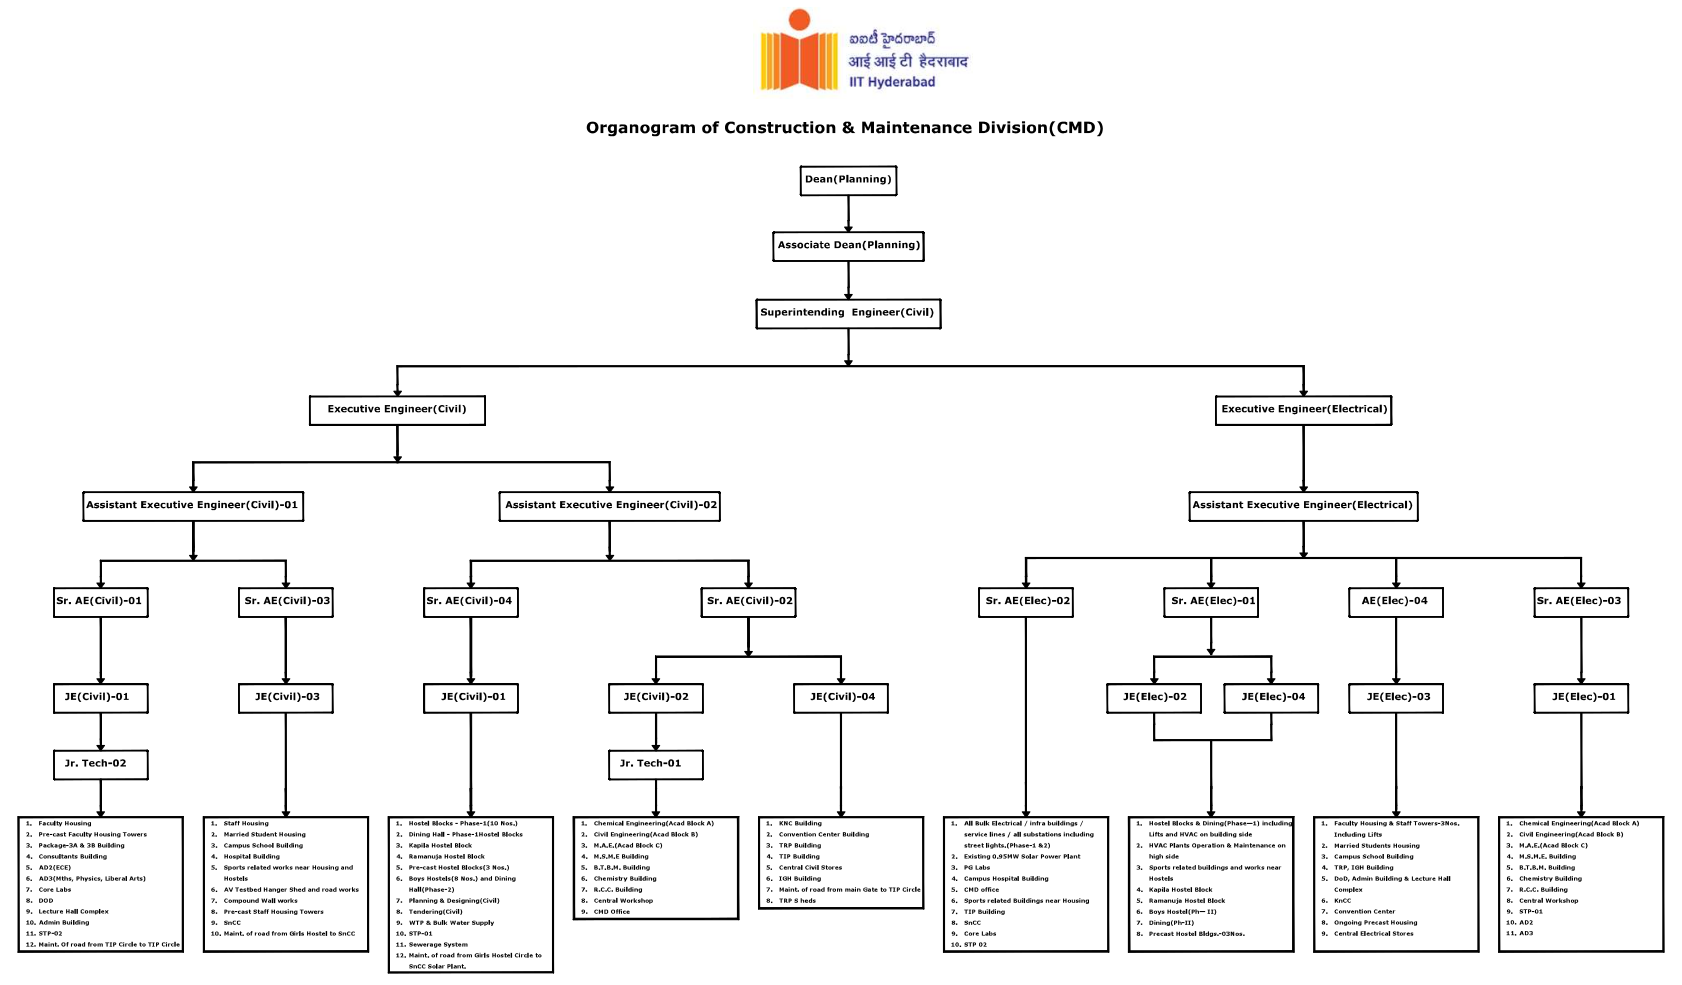 ఐఐటీ హైదరాబాద్
आई आई टी हैदराबाद
IIT Hyderabad
Organogram of Construction & Maintenance Division(CMD)
Dean(Planning)
Associate Dean(Planning)
Superintending Engineer(Civil)
Executive Engineer(Civil)
Executive Engineer(Electrical)
Assistant Executive Engineer(Civil)-01
Assistant Executive Engineer(Civil)-02
Assistant Executive Engineer(Electrical)
Sr. AE(Civil)-01
Sr. AE(Civil)-03
Sr. AE(Civil)-04
Sr. AE(Civil)-02
Sr. AE(Elec)-02
Sr. AE(Elec)-01
AE(Elec)-04
Sr. AE(Elec)-03
JE(Civil)-01
JE(Civil)-03
JE(Civil)-01
JE(Civil)-02
JE(Civil)-04
JE(Elec)-02
JE(Elec)-04
JE(Elec)-03
JE(Elec)-01
Jr. Tech-02
Jr. Tech-01
1. Faculty Housing
2. Pre-cast Faculty Housing Towers
3. Package-3A & 3B Building
4. Consultants Building
5. AD2(ECE)
6. AD3(Mths, Physics, Liberal Arts)
7. Core Labs
8. DOD
9. Lecture Hall Complex
10. Admin Building
11. STP-02
12. Maint. Of road from TIP Circle to TIP Circle
1. Staff Housing
2. Married Student Housing
3. Campus School Building
4. Hospital Building
5. Sports related works near Housing and
Hostels
6. AV Testbed Hanger Shed and road works
7. Compound Wall works
8. Pre-cast Staff Housing Towers
9. SnCC
10. Maint. of road from Girls Hostel to SnCC
1. Hostel Blocks - Phase-1(10 Nos.)
2. Dining Hall - Phase-1Hostel Blocks
3. Kapila Hostel Block
4. Ramanuja Hostel Block
5. Pre-cast Hostel Blocks(3 Nos.)
6. Boys Hostels(8 Nos.) and Dining
Hall(Phase-2)
7. Planning & Designing(Civil)
8. Tendering(Civil)
9. WTP & Bulk Water Supply
10. STP-01
11. Sewerage System
12. Maint. of road from Girls Hostel Circle to
SnCC Solar Plant.
1. Chemical Engineering(Acad Block A)
2. Civil Engineering(Acad Block B)
3. M.A.E.(Acad Block C)
4. M.S.M.E Building
5. B.T.B.M. Building
6. Chemistry Building
7. R.C.C. Building
8. Central Workshop
9. CMD Office
1. KNC Building
2. Convention Center Building
3. TRP Building
4. TIP Building
5. Central Civil Stores
6. IGH Building
7. Maint. of road from main Gate to TIP Circle
8. TRP S heds
1. All Bulk Electrical / infra buildings /
service lines / all substations including
street lights.(Phase-1 &2)
2. Existing 0.95MW Solar Power Plant
3. PG Labs
4. Campus Hospital Building
5. CMD office
6. Sports related Buildings near Housing
7. TIP Building
8. SnCC
9. Core Labs
10. STP 02
1. Hostel Blocks & Dining(Phase—1) including
Lifts and HVAC on building side
2. HVAC Plants Operation & Maintenance on
high side
3. Sports related buildings and works near
Hostels
4. Kapila Hostel Block
5. Ramanuja Hostel Block
6. Boys Hostel(Ph— II)
7. Dining(Ph-II)
8. Precast Hostel Bldgs.-03Nos.
1. Faculty Housing & Staff Towers-3Nos.
Including Lifts
2. Married Students Housing
3. Campus School Building
4. TRP, IGH Building
5. DoD, Admin Building & Lecture Hall
Complex
6. KnCC
7. Convention Center
8. Ongoing Precast Housing
9. Central Electrical Stores
1. Chemical Engineering(Acad Block A)
2. Civil Engineering(Acad Block B)
3. M.A.E.(Acad Block C)
4. M.S.M.E. Building
5. B.T.B.M. Building
6. Chemistry Building
7. R.C.C. Building
8. Central Workshop
9. STP-01
10. AD2
11. AD3